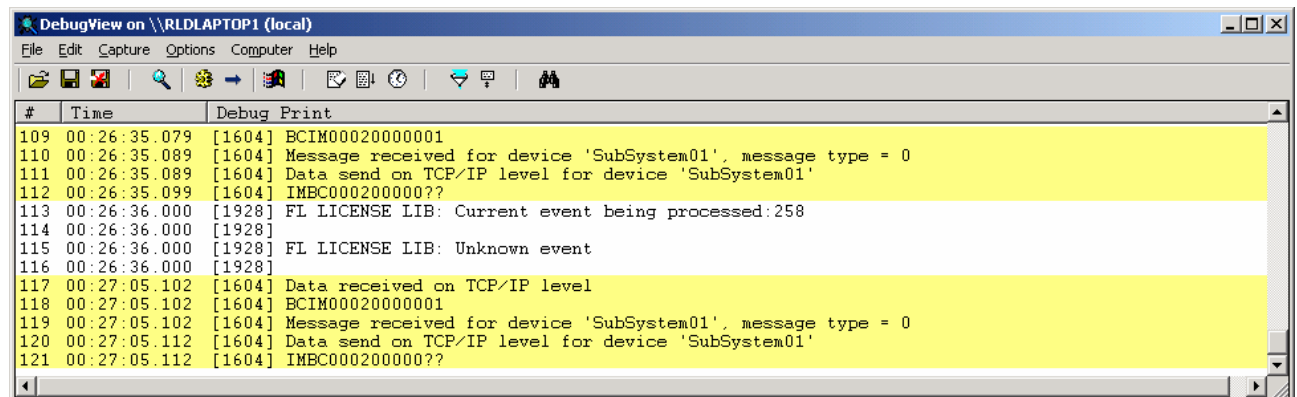 DebugView on \\RLDLAPTOP1 (local)
File Edit Capture Options Computer Help
# Time Debug Print
109 00:26:35.079 [1604] BCIM00020000001
110 00:26:35.089 [1604] Message received for device 'SubSystem01', message type = 0
111 00:26:35.089 [1604] Data send on TCP/IP level for device 'SubSystem01'
112 00:26:35.099 [1604] IMBC000200000??
113 00:26:36.000 [1928] FL LICENSE LIB: Current event being processed:258
114 00:26:36.000 [1928]
115 00:26:36.000 [1928] FL LICENSE LIB: Unknown event
116 00:26:36.000 [1928]
117 00:27:05.102 [1604] Data received on TCP/IP level
118 00:27:05.102 [1604] BCIM00020000001
119 00:27:05.102 [1604] Message received for device 'SubSystem01', message type = 0
120 00:27:05.112 [1604] Data send on TCP/IP level for device 'SubSystem01'
121 00:27:05.112 [1604] IMBC000200000??